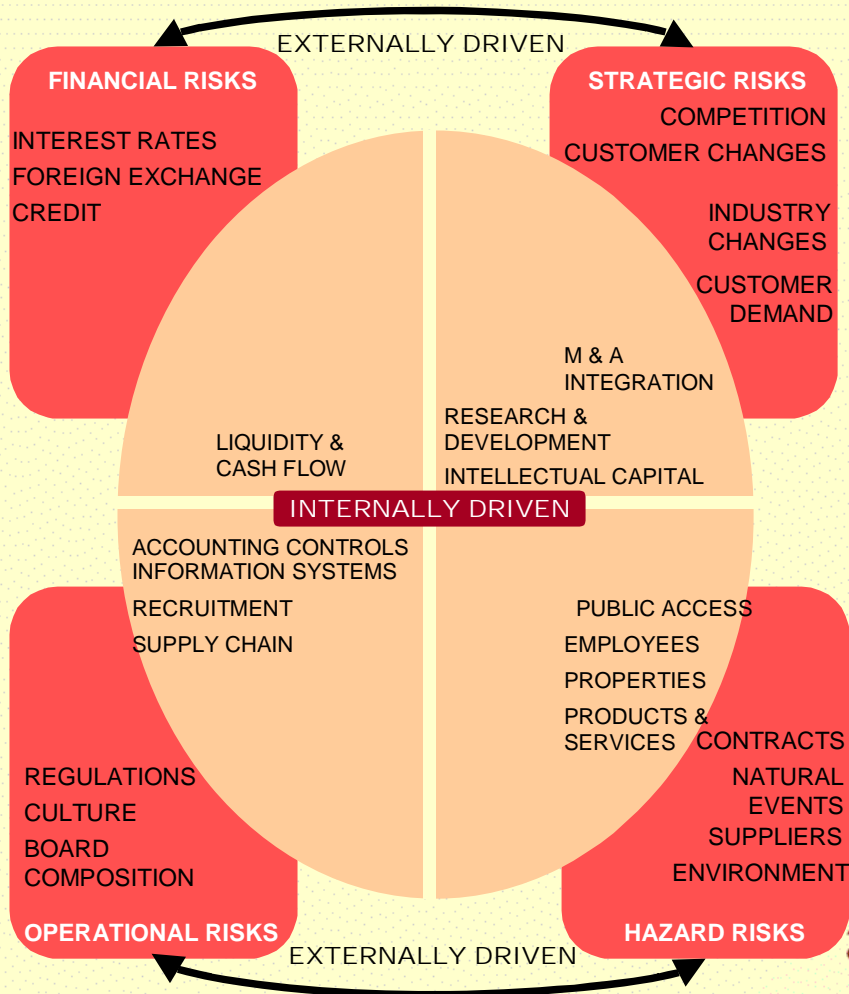 EXTERNALLY DRIVEN
FINANCIAL RISKS
INTEREST RATES
FOREIGN EXCHANGE
CREDIT
STRATEGIC RISKS
COMPETITION
CUSTOMER CHANGES
INDUSTRY
CHANGES
CUSTOMER
DEMAND
LIQUIDITY &
CASH FLOW
M & A
INTEGRATION
RESEARCH &
DEVELOPMENT
INTELLECTUAL CAPITAL
INTERNALLY DRIVEN
ACCOUNTING CONTROLS
INFORMATION SYSTEMS
RECRUITMENT
SUPPLY CHAIN
REGULATIONS
CULTURE
BOARD
COMPOSITION
OPERATIONAL RISKS
PUBLIC ACCESS
EMPLOYEES
PROPERTIES
PRODUCTS &
SERVICES
CONTRACTS
NATURAL
EVENTS
SUPPLIERS
ENVIRONMENT
HAZARD RISKS
EXTERNALLY DRIVEN